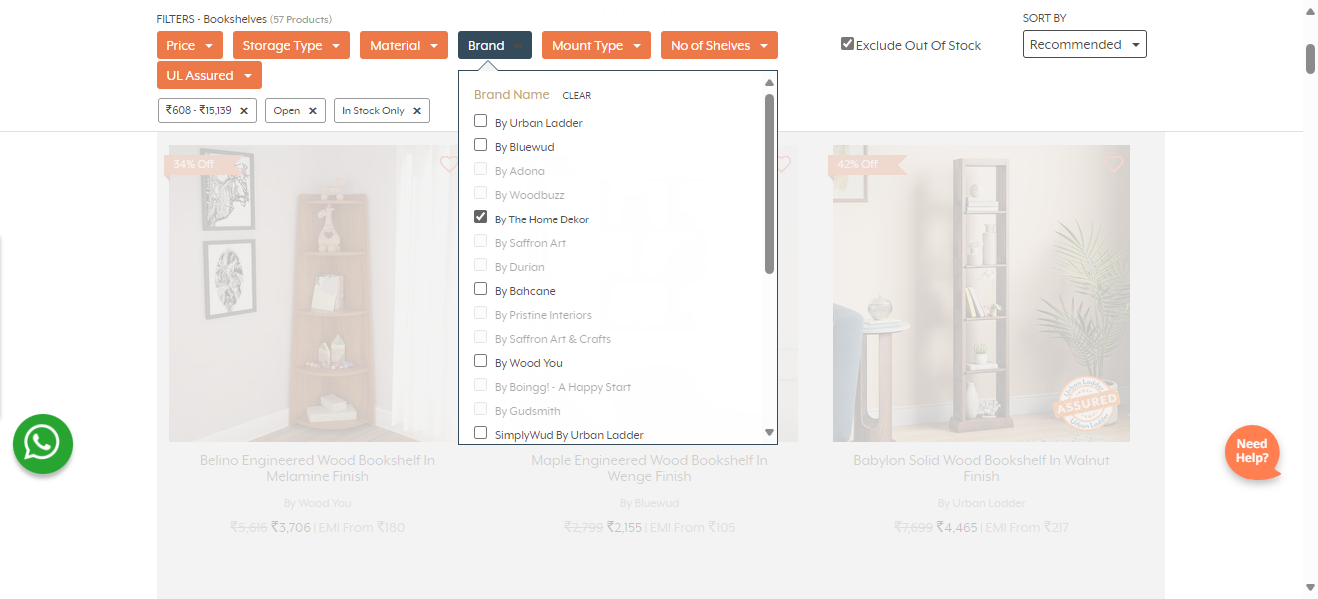 FILTERS - Bookshelves (57 Products)
SORT BY
Price
Storage Type
Material
Brand
Mount Type
No of Shelves
Exclude Out Of Stock
Recommended
UL Assured
₹608 - ₹15,139 ×
Open ×
In Stock Only ×
Brand Name CLEAR
By Urban Ladder
By Bluewud
By Adona
By Woodbuzz
By The Home Dekor
By Saffron Art
By Durian
By Bahcane
By Pristine Interiors
By Saffron Art & Crafts
By Wood You
By Boingg! - A Happy Start
By Gudsmith
SimplyWud By Urban Ladder
34% Off
42% Off
Urban Ladder
ASSURED
Urban Ladder
Belino Engineered Wood Bookshelf In
Melamine Finish
By Wood You
₹5,616 ₹3,706 | EMI From ₹180
Maple Engineered Wood Bookshelf In
Wenge Finish
By Bluewud
₹2,799 ₹2,155 | EMI From ₹105
Babylon Solid Wood Bookshelf In Walnut
Finish
By Urban Ladder
₹7,699 ₹4,465 | EMI From ₹217
Need
Help?